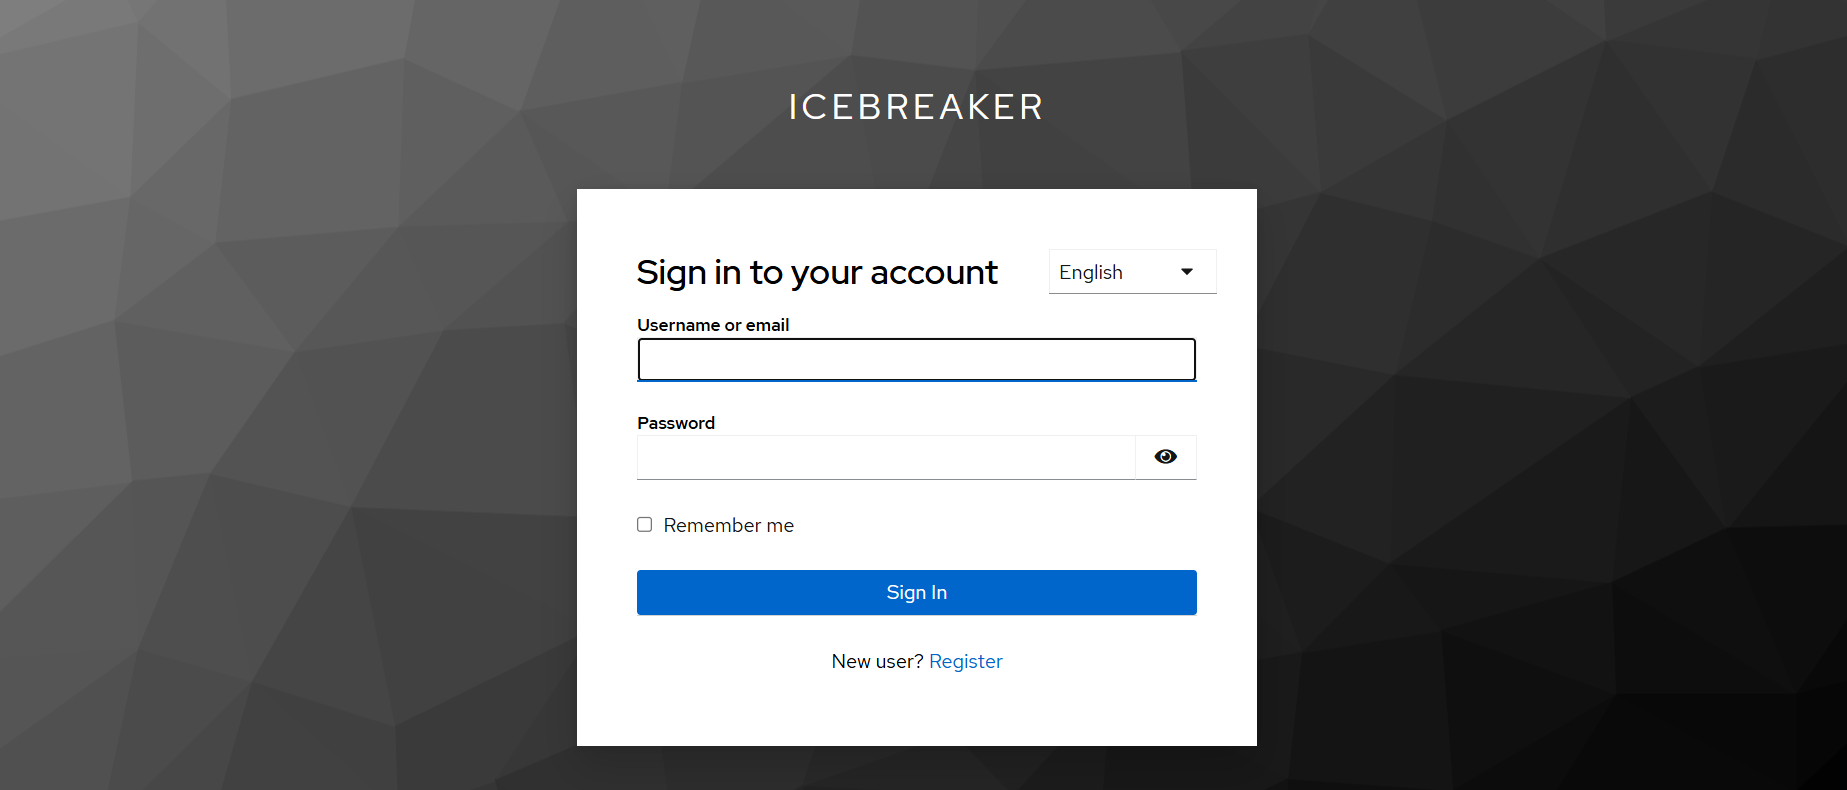 ICEBREAKER
Sign in to your account
English
Username or email
Password
Remember me
Sign In
New user? Register